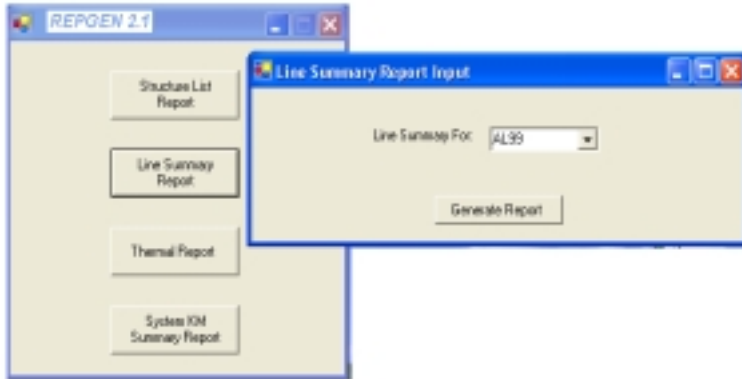 REPGEN 2.1
Structure List
Report
Line Summary
Report
Thermal Report
System KM
Summary Report
Line Summary Report Input
Line Summary For:
AL99
Generate Report